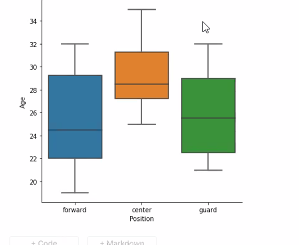 34
32
30
28
26
24
22
20
Age
forward center guard
Position
+ Code + Markdown